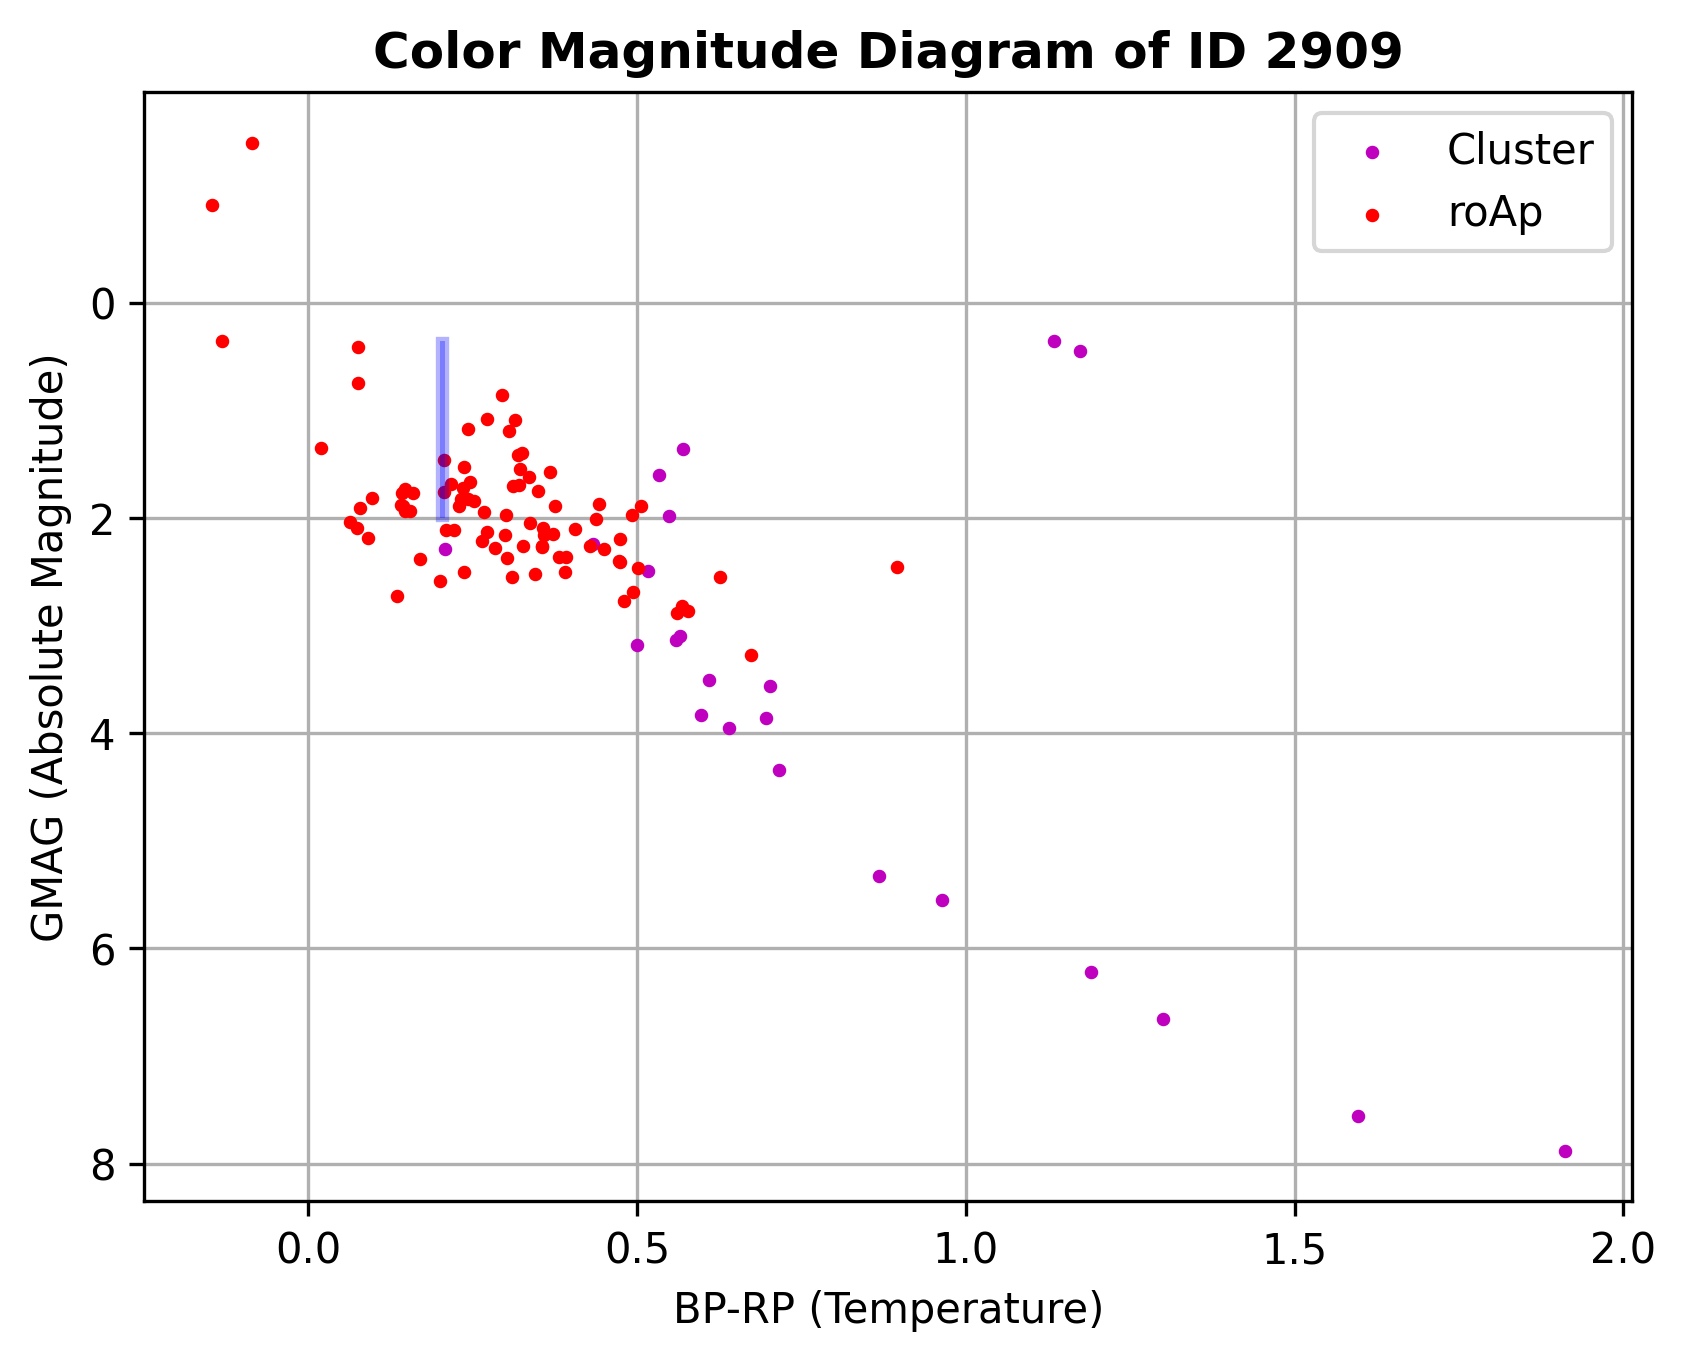 Color Magnitude Diagram of ID 2909
Cluster
roAp
GMAG (Absolute Magnitude)
0
2
4
6
8
0.0 0.5 1.0 1.5 2.0
BP-RP (Temperature)